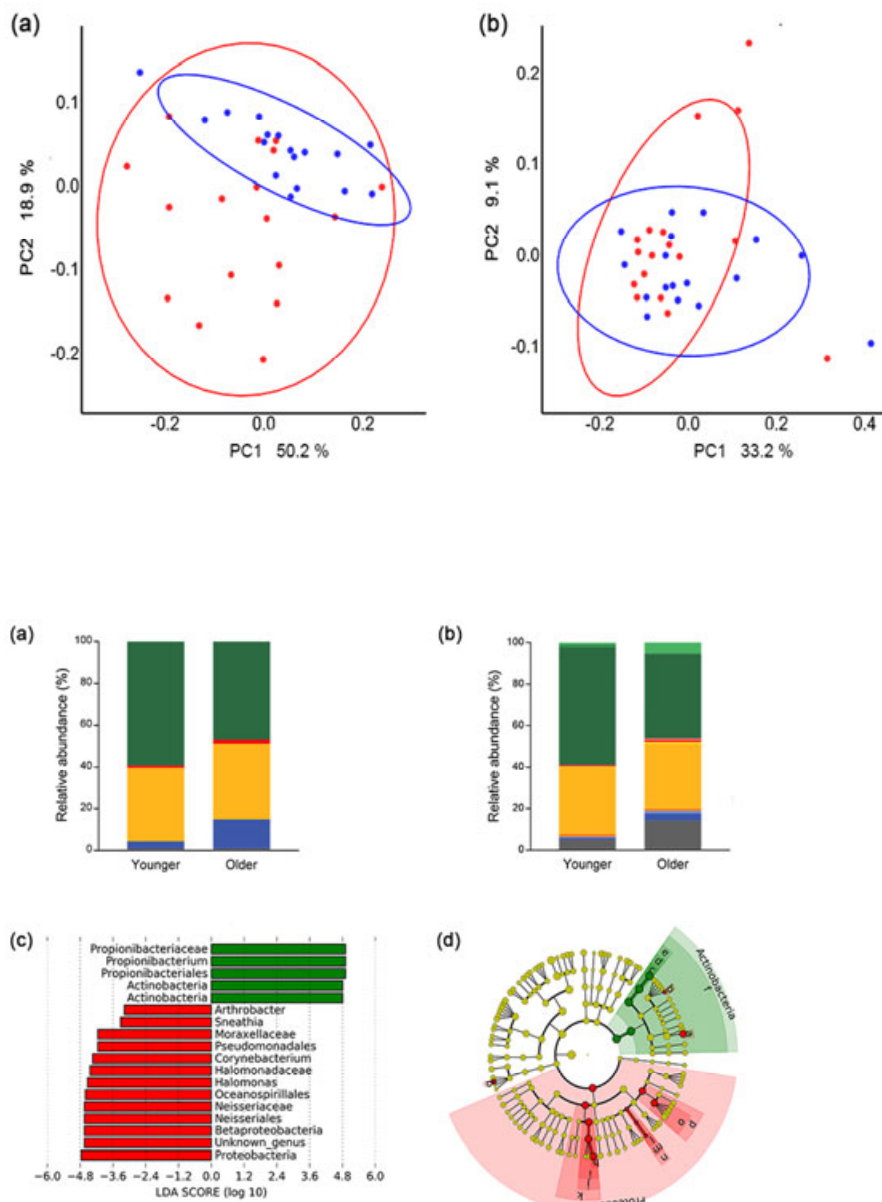 (a)
0.1
0.0
-0.1
-0.2
PC2 18.9 %
-0.2 0.0 0.2
PC1 50.2 %
(b)
0.2
0.1
0.0
-0.1
PC2 9.1 %
-0.2 0.0 0.2 0.4
PC1 33.2 %
(a)
Relative abundance (%)
100
80
60
40
20
0
Younger Older
(b)
Relative abundance (%)
100
80
60
40
20
0
Younger Older
(c)
Propionibacteriaceae
Propionibacterium
Propionibacteriales
Actinobacteria
Actinobacteria
Arthrobacter
Sneathia
Moraxellaceae
Pseudomonadales
Corynebacterium
Halomonadaceae
Halomonas
Oceanospirillales
Neisseriaceae
Neisseriales
Betaproteobacteria
Unknown_genus
Proteobacteria
-6.0 -4.8 -3.6 -2.4 -1.2 0.0 1.2 2.4 3.6 4.8 6.0
LDA SCORE (log 10)
(d)
Actinobacteria
f
p
o
n
m
k